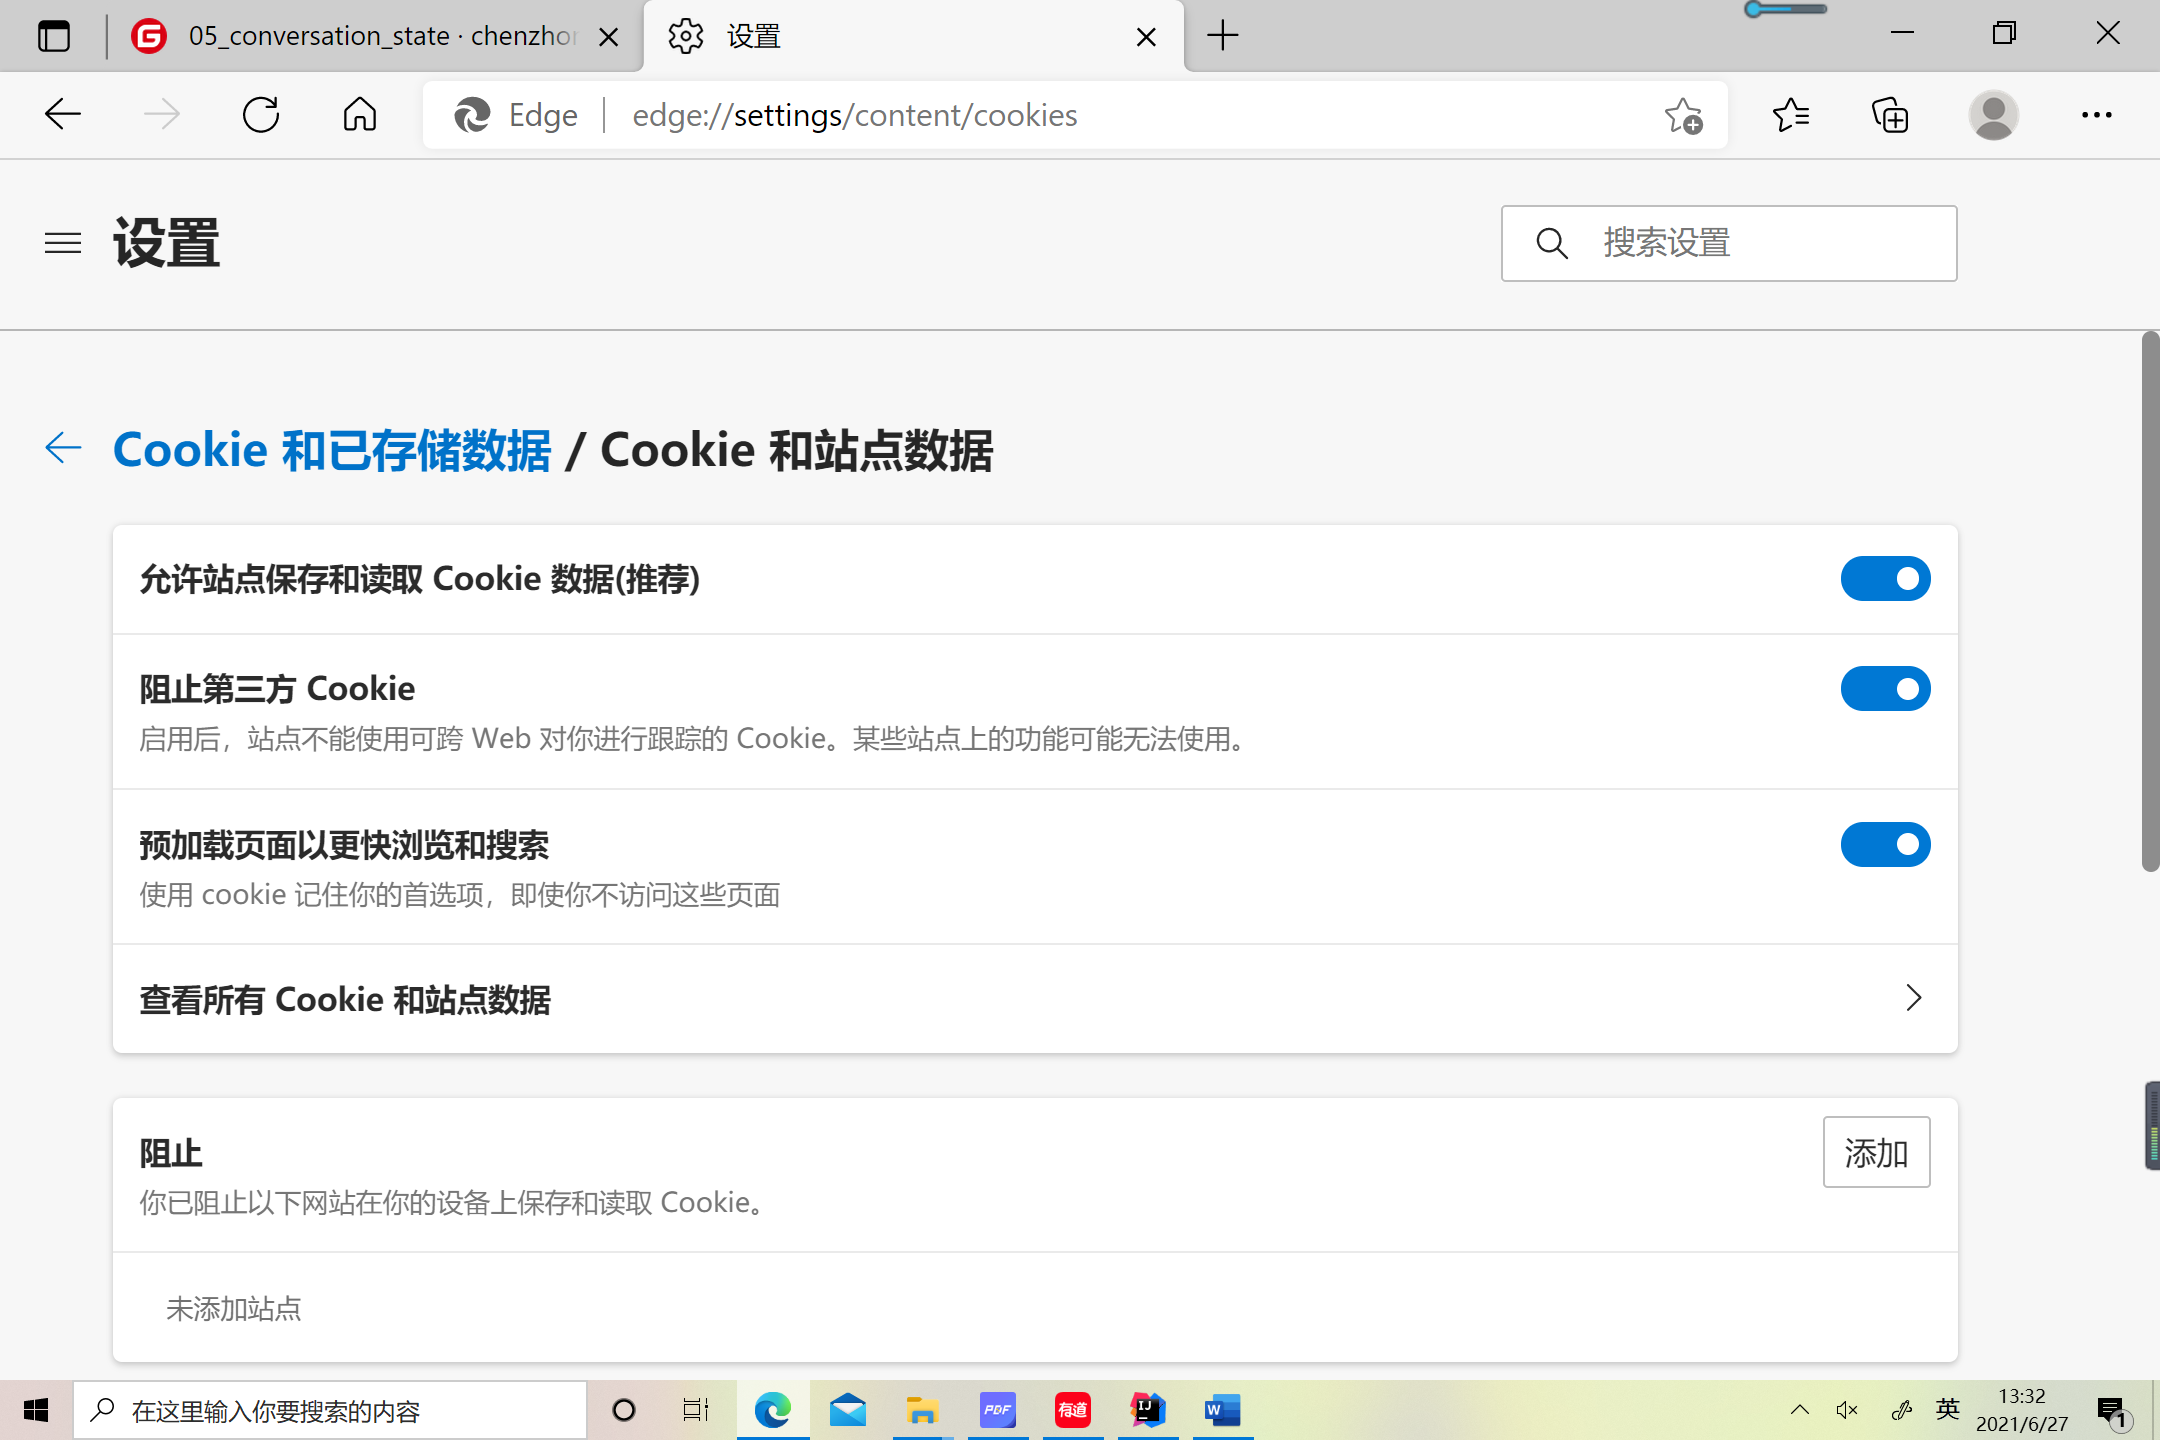 05_conversation_state · chenzhor
设置
Edge
edge://settings/content/cookies
设置
搜索设置
Cookie 和已存储数据 / Cookie 和站点数据
允许站点保存和读取 Cookie 数据(推荐)
阻止第三方 Cookie
启用后，站点不能使用可跨 Web 对你进行跟踪的 Cookie。某些站点上的功能可能无法使用。
预加载页面以更快浏览和搜索
使用 cookie 记住你的首选项，即使你不访问这些页面
查看所有 Cookie 和站点数据
阻止
添加
你已阻止以下网站在你的设备上保存和读取 Cookie。
未添加站点
在这里输入你要搜索的内容
PDF
有道
IJ
W
英
13:32
2021/6/27
1